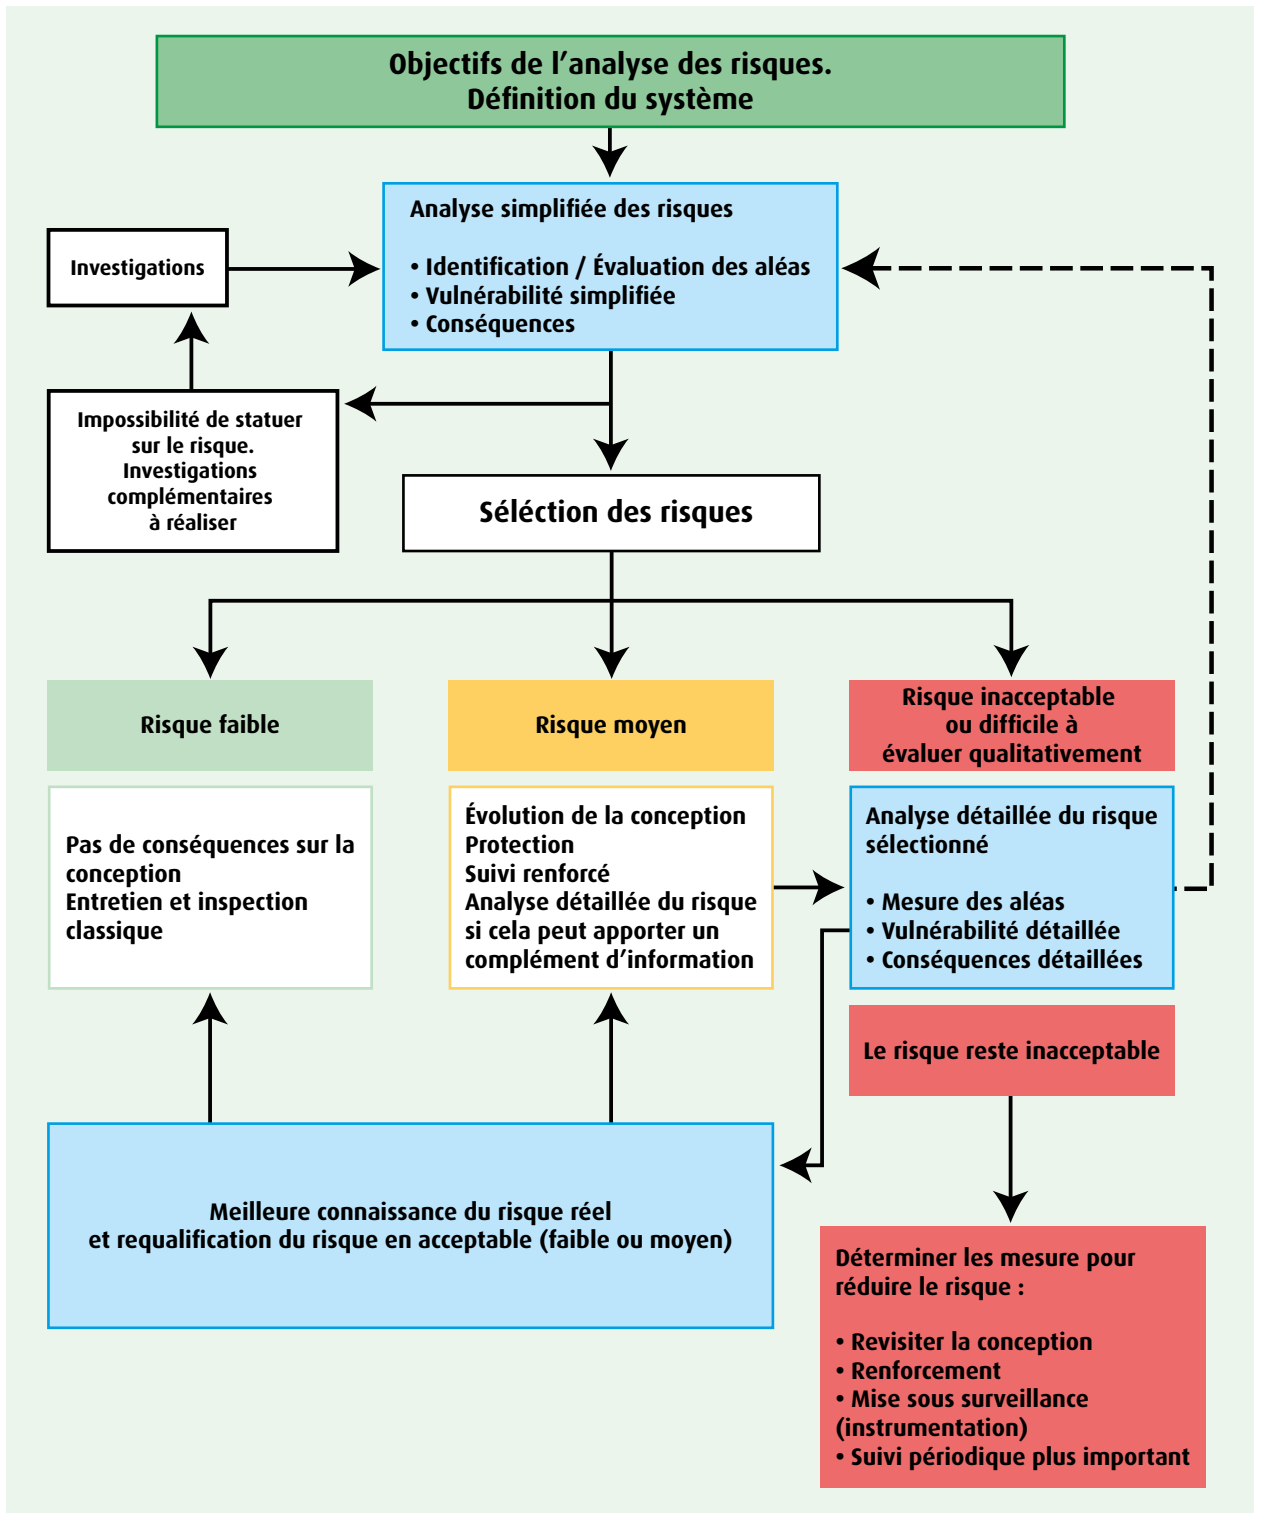 Objectifs de l’analyse des risques.
Définition du système
Analyse simplifiée des risques
• Identification / Évaluation des aléas
• Vulnérabilité simplifiée
• Conséquences
Investigations
Impossibilité de statuer
sur le risque.
Investigations
complémentaires
à réaliser
Séléction des risques
Risque faible
Pas de conséquences sur la
conception
Entretien et inspection
classique
Risque moyen
Évolution de la conception
Protection
Suivi renforcé
Analyse détaillée du risque
si cela peut apporter un
complément d’information
Risque inacceptable
ou difficile à
évaluer qualitativement
Analyse détaillée du risque
sélectionné
• Mesure des aléas
• Vulnérabilité détaillée
• Conséquences détaillées
Le risque reste inacceptable
Meilleure connaissance du risque réel
et requalification du risque en acceptable (faible ou moyen)
Déterminer les mesure pour
réduire le risque :
• Revisiter la conception
• Renforcement
• Mise sous surveillance
(instrumentation)
• Suivi périodique plus important